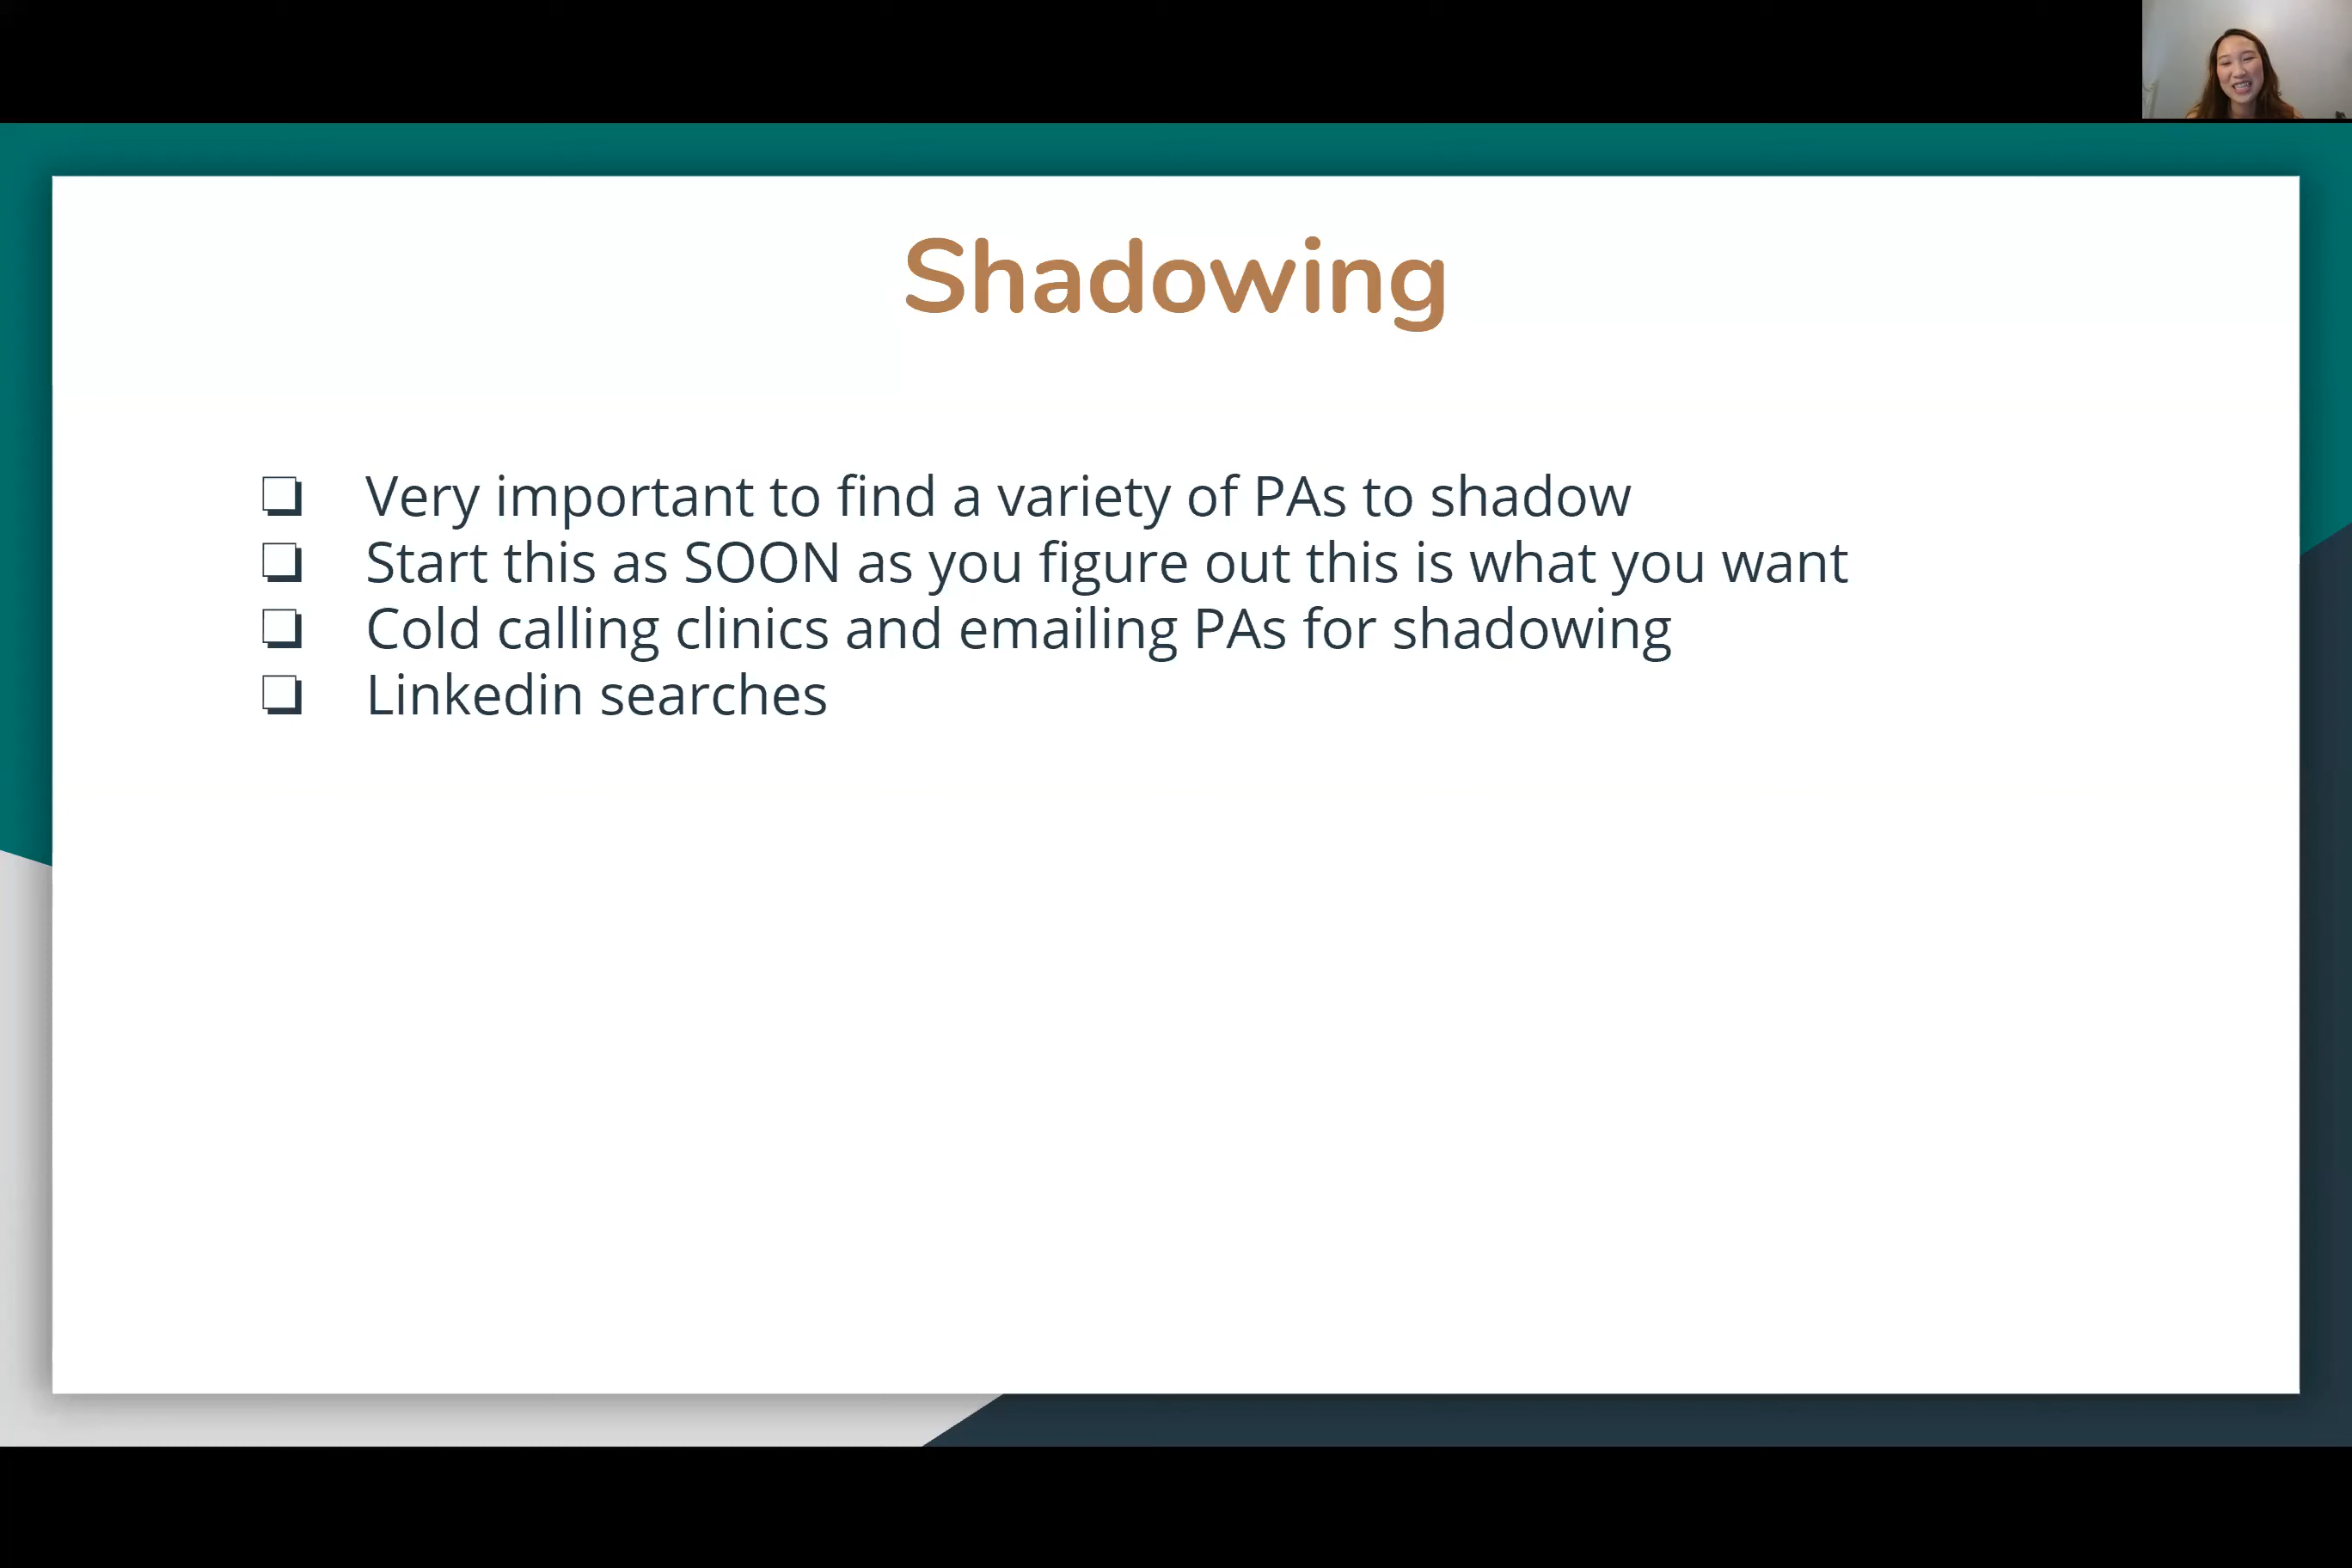 Shadowing
❏ Very important to find a variety of PAs to shadow
❏ Start this as SOON as you figure out this is what you want
❏ Cold calling clinics and emailing PAs for shadowing
❏ Linkedin searches